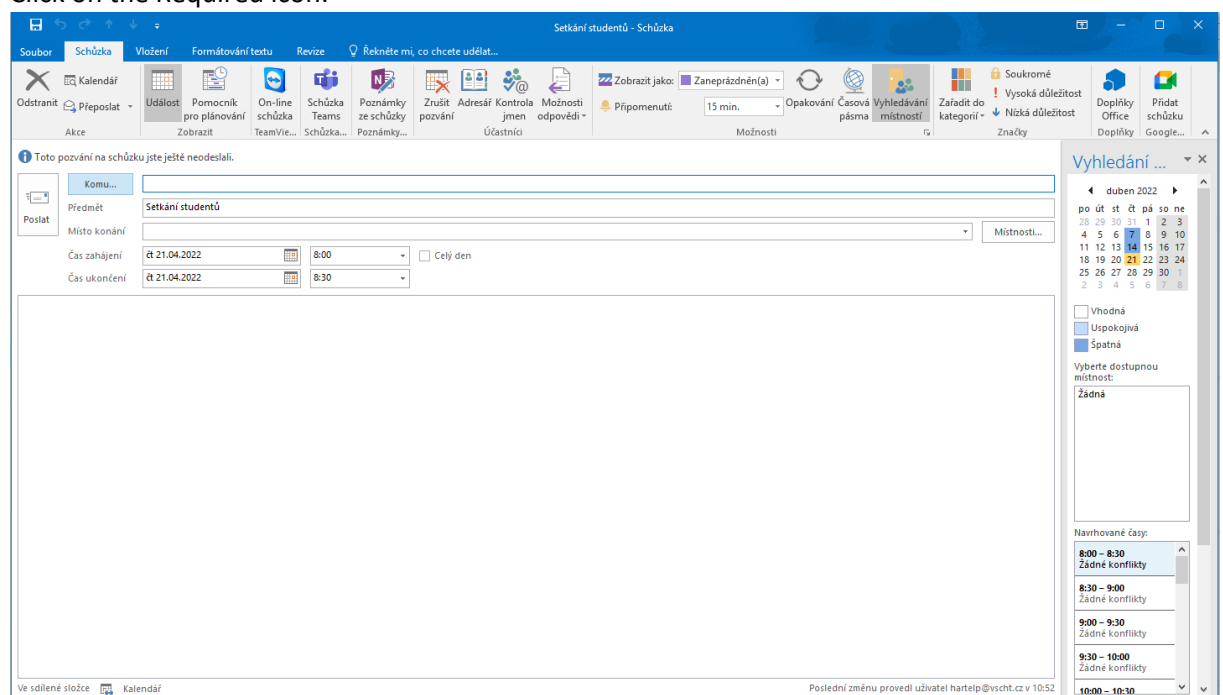 Click on the Required icon.
Setkání studentů - Schůzka
Soubor Schůzka Vložení Formátování textu Revize Řekněte mi, co chcete udělat...
Odstranit
Kalendář
Přeposlat
Akce
Událost
Pomocník pro plánování
Zobrazit
On-line schůzka
TeamVie...
Schůzka Teams
Schůzka...
Poznámky ze schůzky
Poznámky...
Zrušit pozvání
Adresář
Kontrola jmen
Možnosti odpovědi
Účastníci
Zobrazit jako: Zaneprázdněn(a)
Připomenutí: 15 min.
Opakování
Časová pásma
Vyhledávání místností
Možnosti
Zařadit do kategorií
Soukromé
Vysoká důležitost
Nízká důležitost
Značky
Doplňky Office
Doplňky
Přidat schůzku
Google...
Toto pozvání na schůzku jste ještě neodeslali.
Poslat
Komu...
Předmět Setkání studentů
Místo konání Místnosti...
Čas zahájení čt 21.04.2022 8:00 Celý den
Čas ukončení čt 21.04.2022 8:30
Vyhledání ...
duben 2022
po út st čt pá so ne
28 29 30 31 1 2 3
4 5 6 7 8 9 10
11 12 13 14 15 16 17
18 19 20 21 22 23 24
25 26 27 28 29 30 1
2 3 4 5 6 7 8
Vhodná
Uspokojivá
Špatná
Vyberte dostupnou
místnost:
Žádná
Navrhované časy:
8:00 – 8:30
Žádné konflikty
8:30 – 9:00
Žádné konflikty
9:00 – 9:30
Žádné konflikty
9:30 – 10:00
Žádné konflikty
10:00 – 10:30
Ve sdílené složce Kalendář
Poslední změnu provedl uživatel hartelp@vscht.cz v 10:52